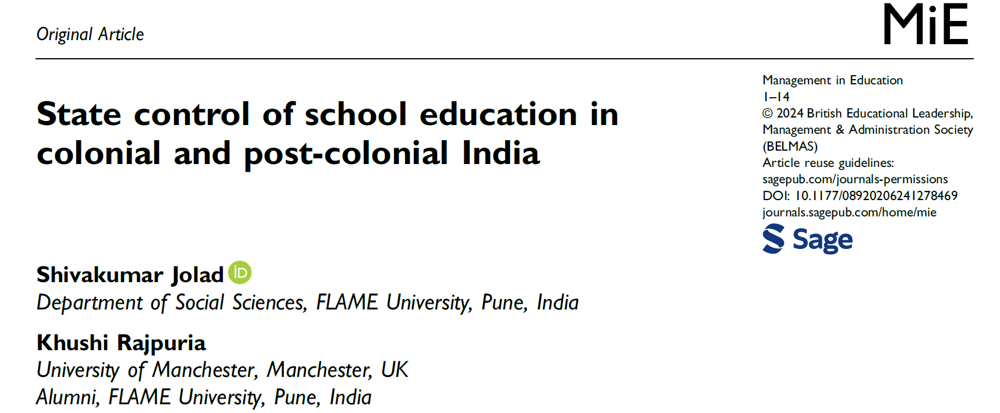 Original Article
MiE
State control of school education in
colonial and post-colonial India
Management in Education
1–14
© 2024 British Educational Leadership,
Management & Administration Society
(BELMAS)
Article reuse guidelines:
sagepub.com/journals-permissions
DOI: 10.1177/08920206241278469
journals.sagepub.com/home/mie
Sage
Shivakumar Jolad iD
Department of Social Sciences, FLAME University, Pune, India
Khushi Rajpuria
University of Manchester, Manchester, UK
Alumni, FLAME University, Pune, India